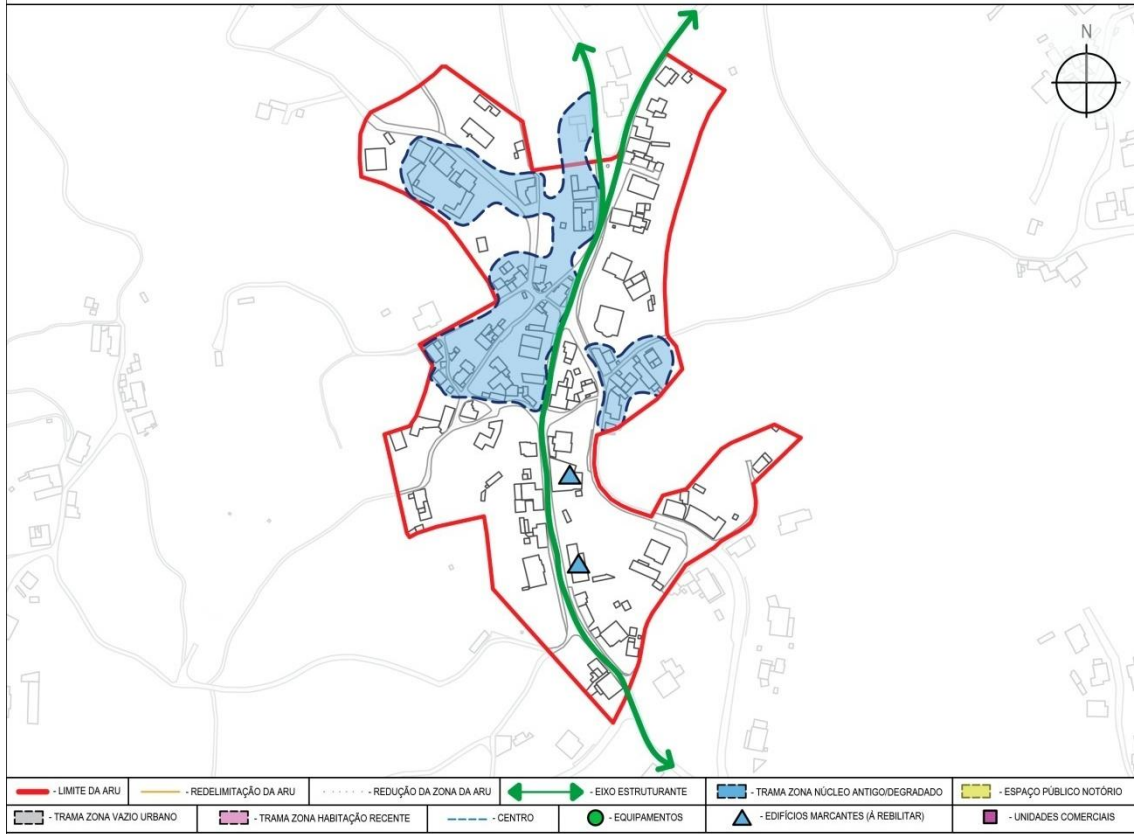 N
- LIMITE DA ARU - REDELIMITAÇÃO DA ARU - REDUÇÃO DA ZONA DA ARU - EIXO ESTRUTURANTE - TRAMA ZONA NÚCLEO ANTIGO/DEGRADADO - ESPAÇO PÚBLICO NOTÓRIO
- TRAMA ZONA VAZIO URBANO - TRAMA ZONA HABITAÇÃO RECENTE - CENTRO - EQUIPAMENTOS - EDIFÍCIOS MARCANTES (Á REBILITAR) - UNIDADES COMERCIAIS